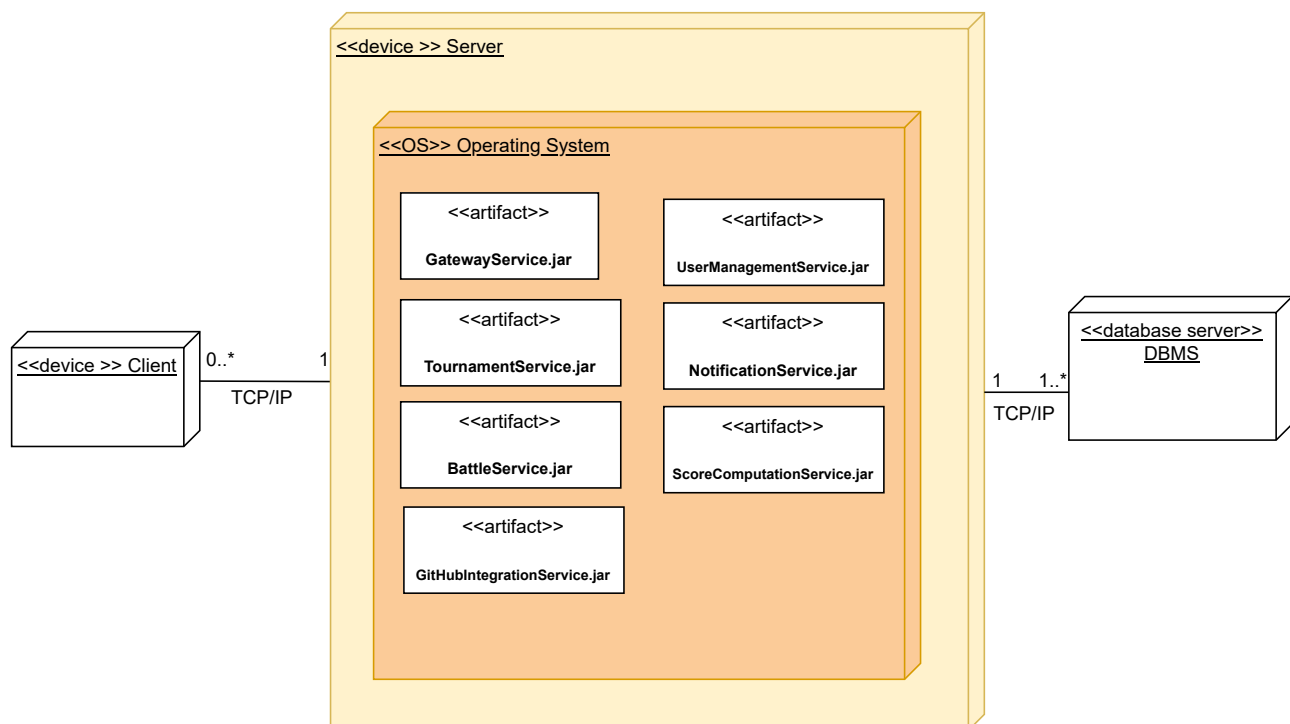 <<device >> Server
<<OS>> Operating System
<<artifact>>
GatewayService.jar
<<artifact>>
UserManagementService.jar
<<artifact>>
TournamentService.jar
<<artifact>>
NotificationService.jar
<<artifact>>
BattleService.jar
<<artifact>>
ScoreComputationService.jar
<<artifact>>
GitHubIntegrationService.jar
<<device >> Client
0..*
1
TCP/IP
1
1..*
TCP/IP
<<database server>>
DBMS